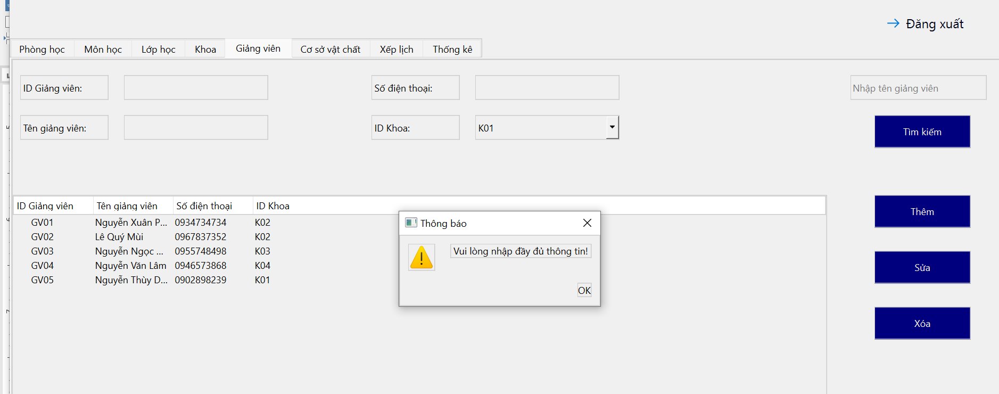 Đăng xuất
Phòng học Môn học Lớp học Khoa Giảng viên Cơ sở vật chất Xếp lịch Thống kê
ID Giảng viên: Số điện thoại: Nhập tên giảng viên
Tên giảng viên: ID Khoa: K01 Tìm kiếm
ID Giảng viên Tên giảng viên Số điện thoại ID Khoa
GV01 Nguyễn Xuân P... 0934734734 K02
GV02 Lê Quý Mùi 0967837352 K02
GV03 Nguyễn Ngọc ... 0955748498 K03
GV04 Nguyễn Văn Lâm 0946573868 K04
GV05 Nguyễn Thùy D... 0902898239 K01
Thông báo
Vui lòng nhập đầy đủ thông tin!
OK
Thêm
Sửa
Xóa